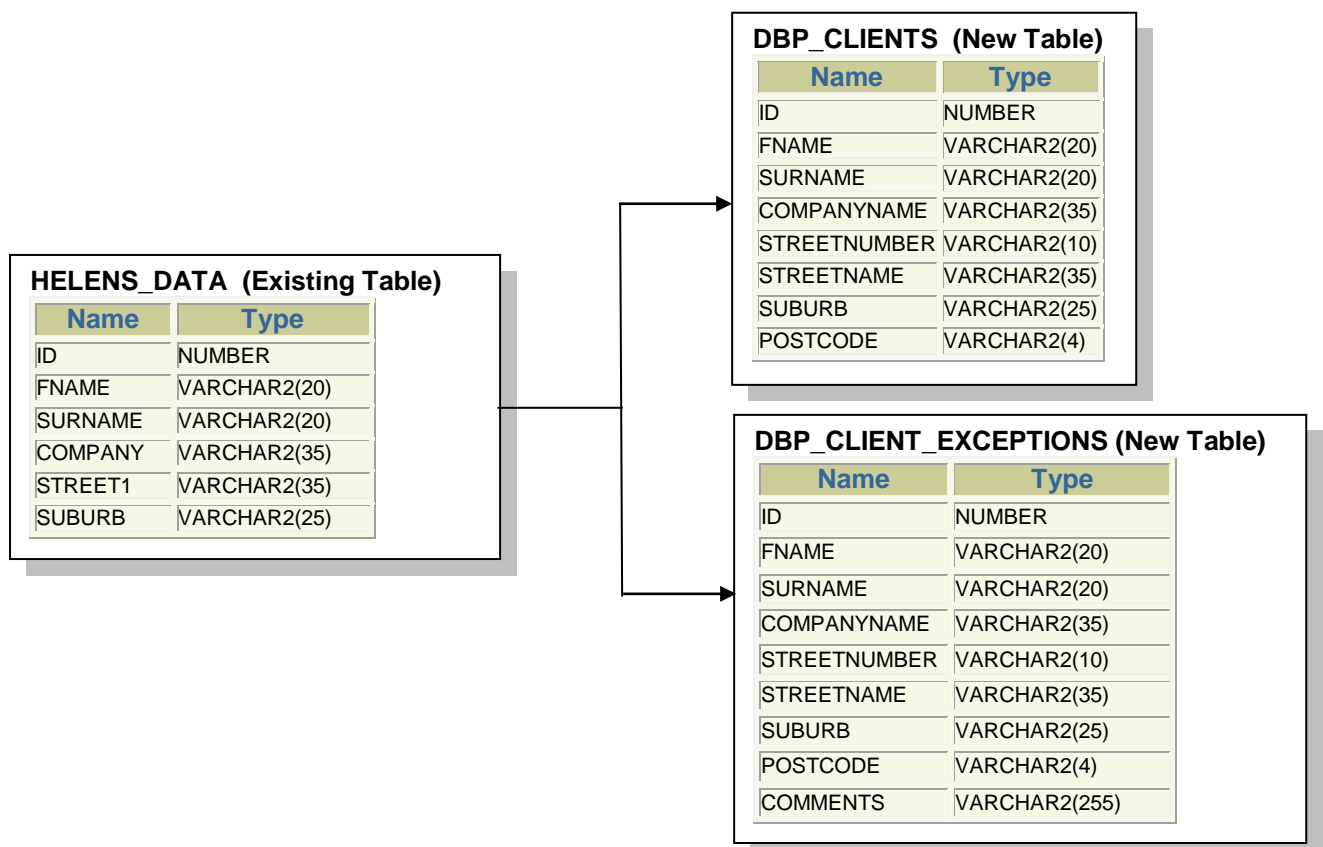 DBP_CLIENTS (New Table)
Name Type
ID NUMBER
FNAME VARCHAR2(20)
SURNAME VARCHAR2(20)
COMPANYNAME VARCHAR2(35)
STREETNUMBER VARCHAR2(10)
STREETNAME VARCHAR2(35)
SUBURB VARCHAR2(25)
POSTCODE VARCHAR2(4)
HELENS_DATA (Existing Table)
Name Type
ID NUMBER
FNAME VARCHAR2(20)
SURNAME VARCHAR2(20)
COMPANY VARCHAR2(35)
STREET1 VARCHAR2(35)
SUBURB VARCHAR2(25)
DBP_CLIENT_EXCEPTIONS (New Table)
Name Type
ID NUMBER
FNAME VARCHAR2(20)
SURNAME VARCHAR2(20)
COMPANYNAME VARCHAR2(35)
STREETNUMBER VARCHAR2(10)
STREETNAME VARCHAR2(35)
SUBURB VARCHAR2(25)
POSTCODE VARCHAR2(4)
COMMENTS VARCHAR2(255)